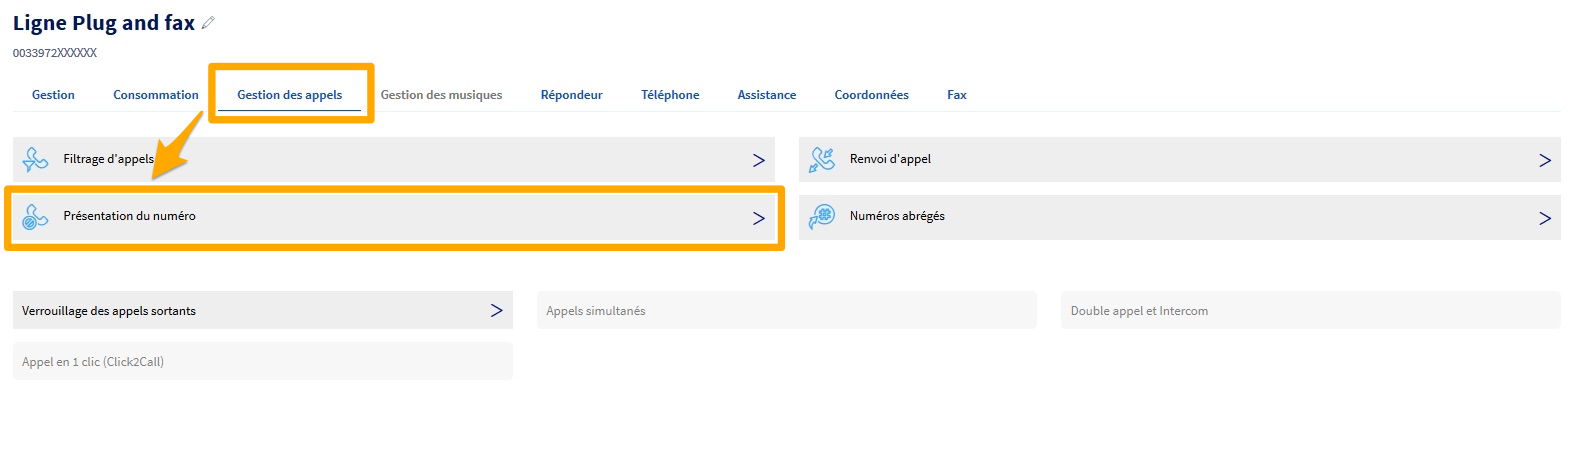 Ligne Plug and fax
0033972XXXXXX
Gestion Consommation Gestion des appels Gestion des musiques Répondeur Téléphone Assistance Coordonnées Fax
Filtrage d'appels Renvoi d'appel
Présentation du numéro Numéros abrégés
Verrouillage des appels sortants Appels simultanés Double appel et Intercom
Appel en 1 clic (Click2Call)